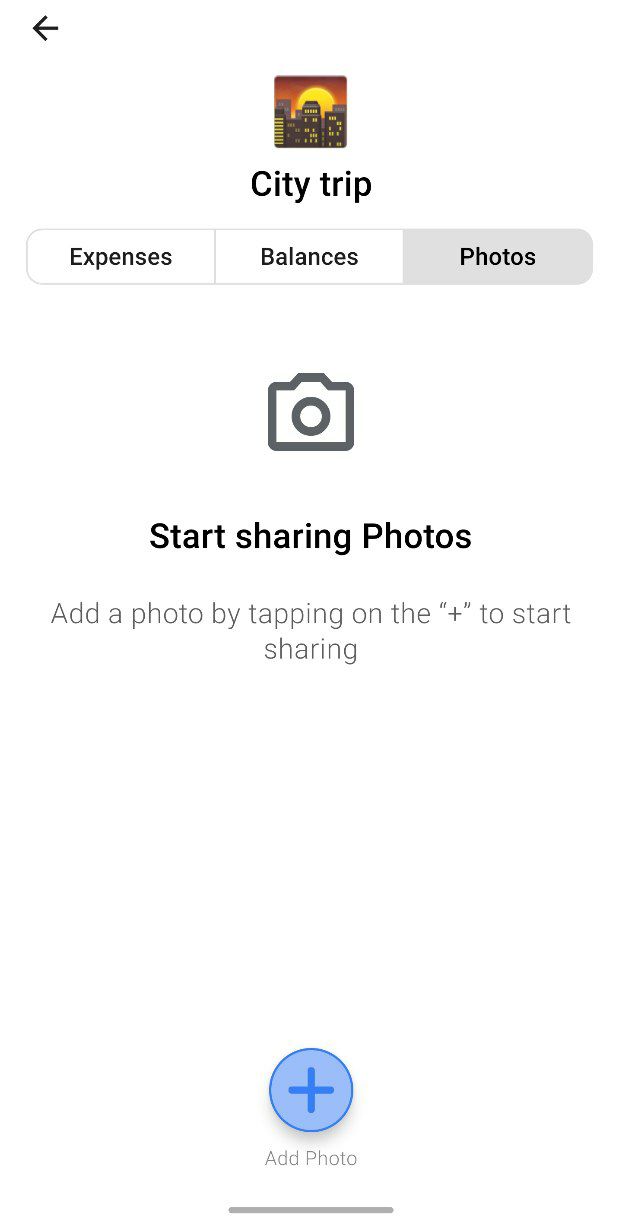 City trip
Expenses Balances Photos
Start sharing Photos
Add a photo by tapping on the “+” to start
sharing
Add Photo